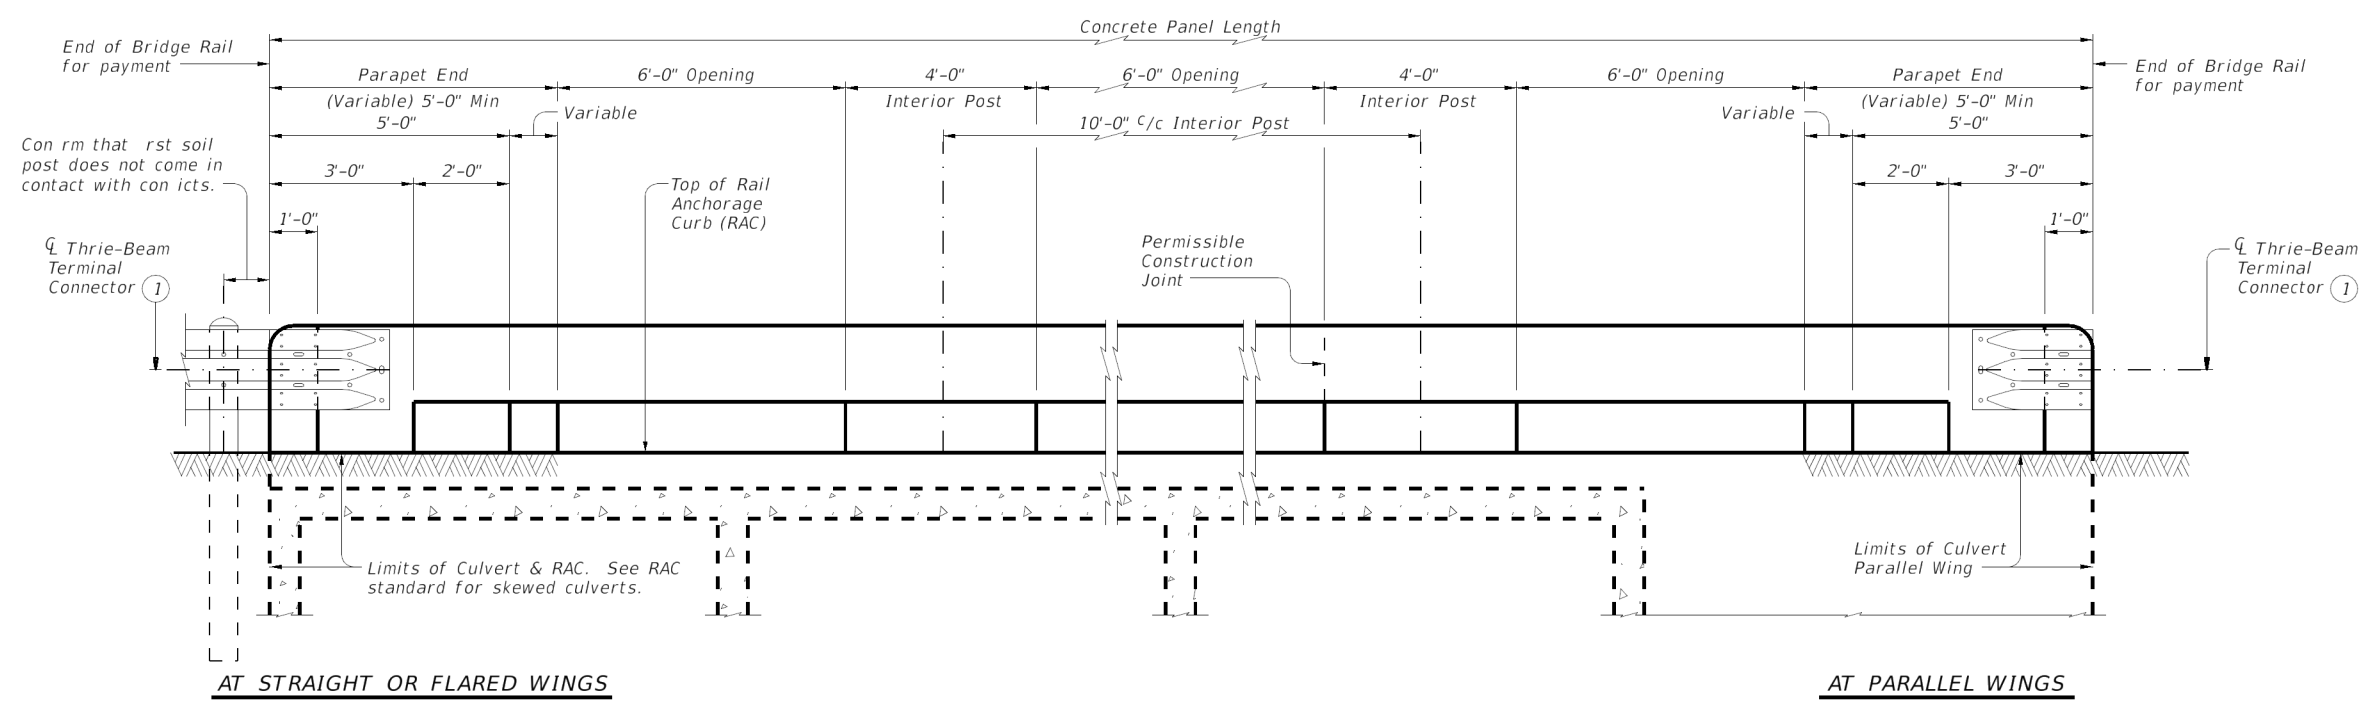 Concrete Panel Length
End of Bridge Rail
for payment
Parapet End
(Variable) 5'-0" Min
6'-0" Opening
4'-0"
Interior Post
6'-0" Opening
4'-0"
Interior Post
6'-0" Opening
Parapet End
(Variable) 5'-0" Min
End of Bridge Rail
for payment
5'-0"
Variable
10'-0" C/c Interior Post
Variable
5'-0"
Con rm that rst soil
post does not come in
contact with con icts.
3'-0"
2'-0"
Top of Rail
Anchorage
Curb (RAC)
2'-0"
3'-0"
1'-0"
1'-0"
℄ Thrie-Beam
Terminal
Connector 1
Permissible
Construction
Joint
℄ Thrie-Beam
Terminal
Connector 1
Limits of Culvert & RAC. See RAC
standard for skewed culverts.
Limits of Culvert
Parallel Wing
AT STRAIGHT OR FLARED WINGS
AT PARALLEL WINGS